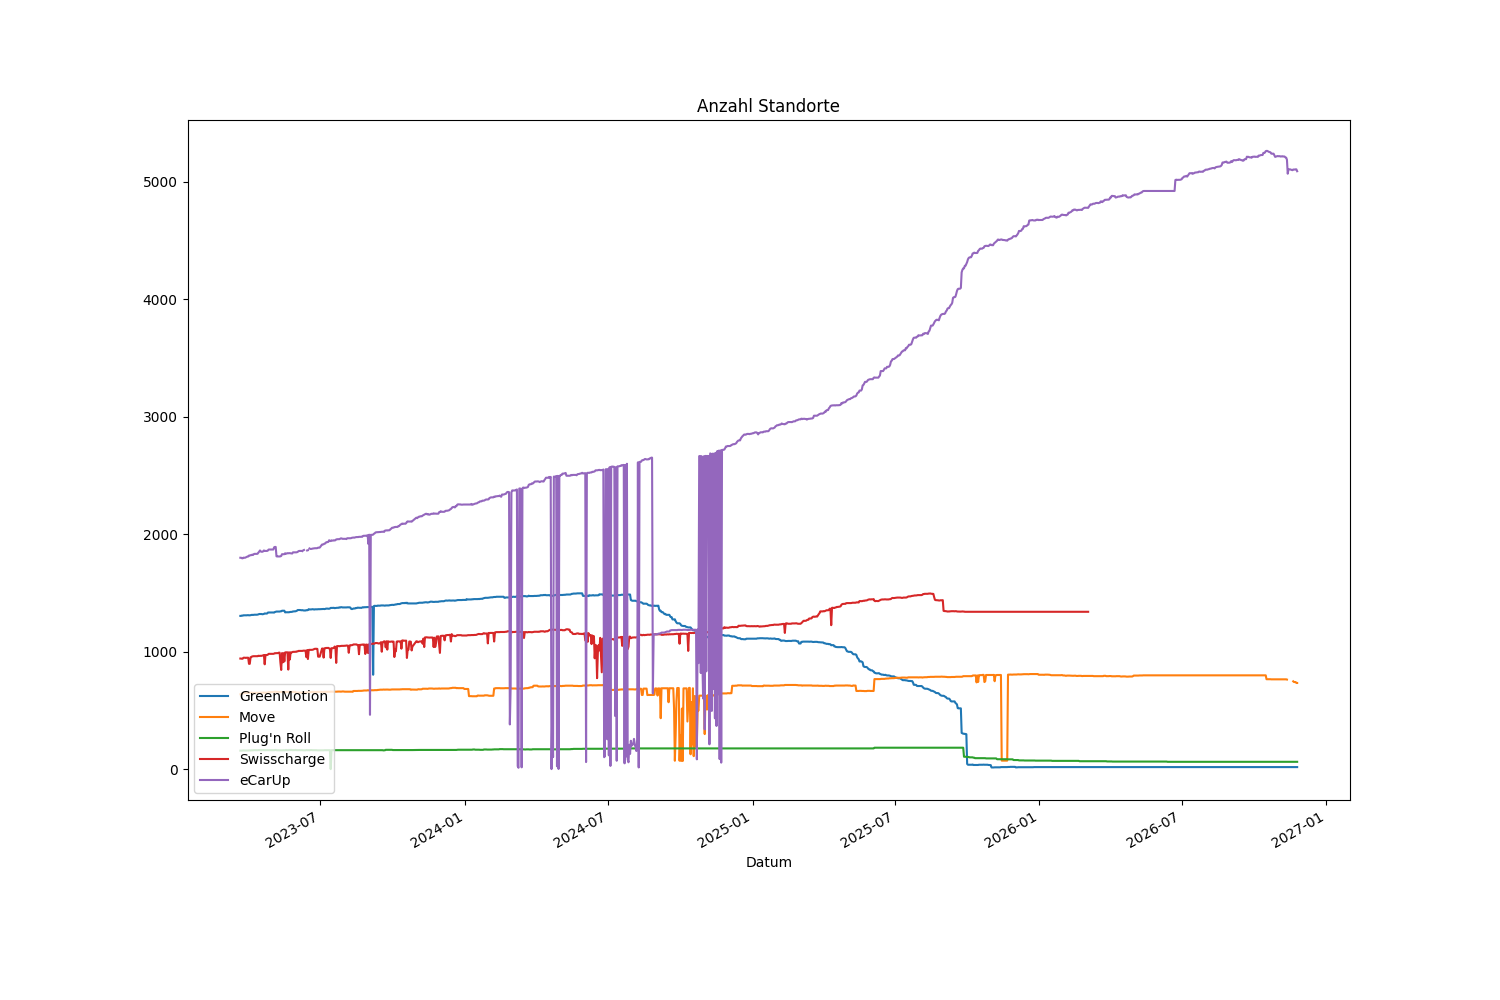 Anzahl Standorte
5000
4000
3000
2000
1000
0
GreenMotion
Move
Plug'n Roll
Swisscharge
eCarUp
2023-07
2024-01
2024-07
2025-01
2025-07
2026-01
2026-07
2027-01
Datum